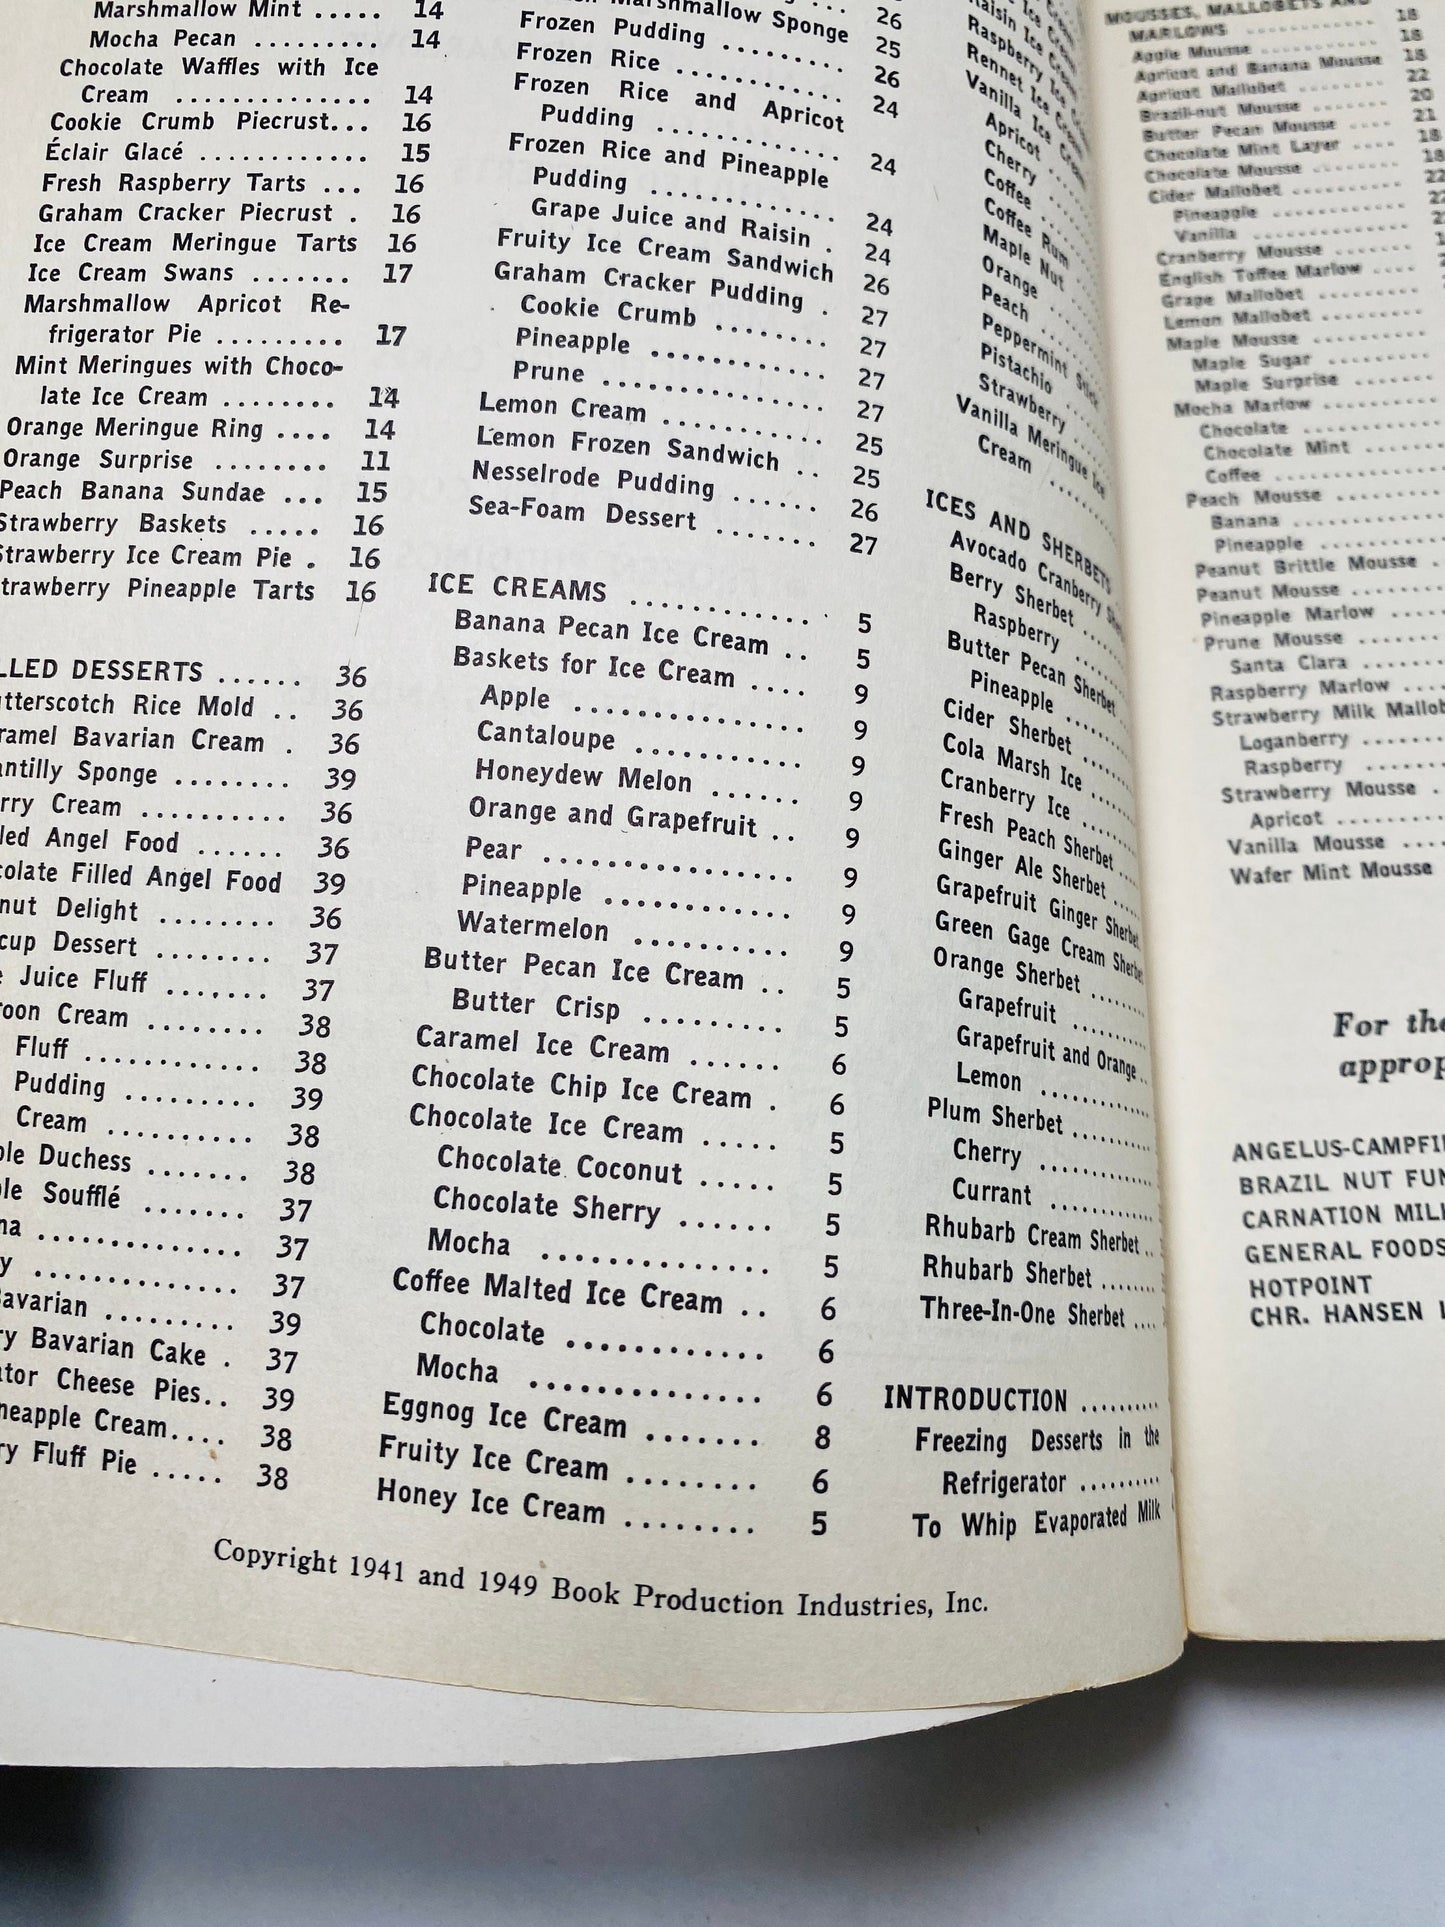 Marshmallow Mint ..... 14
Mocha Pecan ......... 14
Chocolate Waffles with Ice
Cream .............. 14
Cookie Crumb Piecrust... 16
Éclair Glacé ............ 15
Fresh Raspberry Tarts ... 16
Graham Cracker Piecrust . 16
Ice Cream Meringue Tarts 16
Ice Cream Swans ....... 17
Marshmallow Apricot Re-
frigerator Pie ......... 17
Mint Meringues with Choco-
late Ice Cream ........ 14
Orange Meringue Ring .... 14
Orange Surprise ........ 11
Peach Banana Sundae ... 15
Strawberry Baskets ..... 16
Strawberry Ice Cream Pie . 16
trawberry Pineapple Tarts 16
LLED DESSERTS ...... 36
tterscotch Rice Mold .. 36
ramel Bavarian Cream . 36
antilly Sponge ........ 39
rry Cream .......... 36
led Angel Food ...... 36
colate Filled Angel Food 39
nut Delight ........ 36
cup Dessert ........ 37
Juice Fluff ....... 37
roon Cream ........ 38
Fluff ............ 38
Pudding ......... 39
Cream .......... 38
ple Duchess ....... 38
ple Soufflé ....... 37
na .............. 37
y .............. 37
Bavarian ......... 39
ry Bavarian Cake . 37
ator Cheese Pies.. 39
neapple Cream.... 38
ry Fluff Pie ..... 38
Marshmallow Sponge 26
Frozen Pudding ........ 25
Frozen Rice ........... 26
Frozen Rice and Apricot 24
Pudding ............
Frozen Rice and Pineapple 24
Pudding ............
Grape Juice and Raisin . 24
Fruity Ice Cream Sandwich 24
Graham Cracker Pudding . 26
Cookie Crumb ....... 27
Pineapple ........... 27
Prune .............. 27
Lemon Cream .......... 27
Lemon Frozen Sandwich .. 25
Nesselrode Pudding ...... 25
Sea-Foam Dessert ....... 26
27
ICE CREAMS ............ 5
Banana Pecan Ice Cream .. 5
Baskets for Ice Cream .... 9
Apple .............. 9
Cantaloupe .......... 9
Honeydew Melon ...... 9
Orange and Grapefruit .. 9
Pear ............... 9
Pineapple ........... 9
Watermelon ......... 9
Butter Pecan Ice Cream .. 5
Butter Crisp ........ 5
Caramel Ice Cream ...... 6
Chocolate Chip Ice Cream . 6
Chocolate Ice Cream ..... 5
Chocolate Coconut ..... 5
Chocolate Sherry ...... 5
Mocha ............. 5
Coffee Malted Ice Cream .. 6
Chocolate ............ 6
Mocha .............. 6
Eggnog Ice Cream ....... 8
Fruity Ice Cream ........ 6
Honey Ice Cream ........ 5
Raisin Ice Cream
Raspberry Ice
Rennet Ice Cream
Vanilla Ice Cream
Apricot
Cherry
Coffee
Coffee Rum
Maple Nut
Orange
Peach
Peppermint Stick
Pistachio
Strawberry
Vanilla Meringue Ice
Cream
ICES AND SHERBETS
Avocado Cranberry
Berry Sherbet
Raspberry
Butter Pecan Sherbet
Pineapple
Cider Sherbet
Cola Marsh Ice
Cranberry Ice
Fresh Peach Sherbet
Ginger Ale Sherbet
Grapefruit Ginger Sherbet
Green Gage Cream Sherbet
Orange Sherbet
Grapefruit
Grapefruit and Orange
Lemon
Plum Sherbet
Cherry
Currant
Rhubarb Cream Sherbet
Rhubarb Sherbet
Three-In-One Sherbet
INTRODUCTION
Freezing Desserts in the
Refrigerator
To Whip Evaporated Milk
Copyright 1941 and 1949 Book Production Industries, Inc.
MOUSSES, MALLOBETS AND
MARLOWS 18
Apple Mousse 18
Apricot and Banana Mousse 18
Apricot Mallobet 22
Brazil-nut Mousse 20
Butter Pecan Mousse 21
Chocolate Mint Layer 18
Chocolate Mousse
Cider Mallobet
Pineapple
Vanilla
Cranberry Mousse
English Toffee Marlow
Grape Mallobet
Lemon Mallobet
Maple Mousse
Maple Sugar
Maple Surprise
Mocha Marlow
Chocolate
Chocolate Mint
Coffee
Peach Mousse
Banana
Pineapple
Peanut Brittle Mousse
Peanut Mousse
Pineapple Marlow
Prune Mousse
Santa Clara
Raspberry Marlow
Strawberry Milk Mallob
Loganberry
Raspberry
Strawberry Mousse
Apricot
Vanilla Mousse
Wafer Mint Mousse
For the
approp
ANGELUS-CAMPFI
BRAZIL NUT FUN
CARNATION MIL
GENERAL FOODS
HOTPOINT
CHR. HANSEN